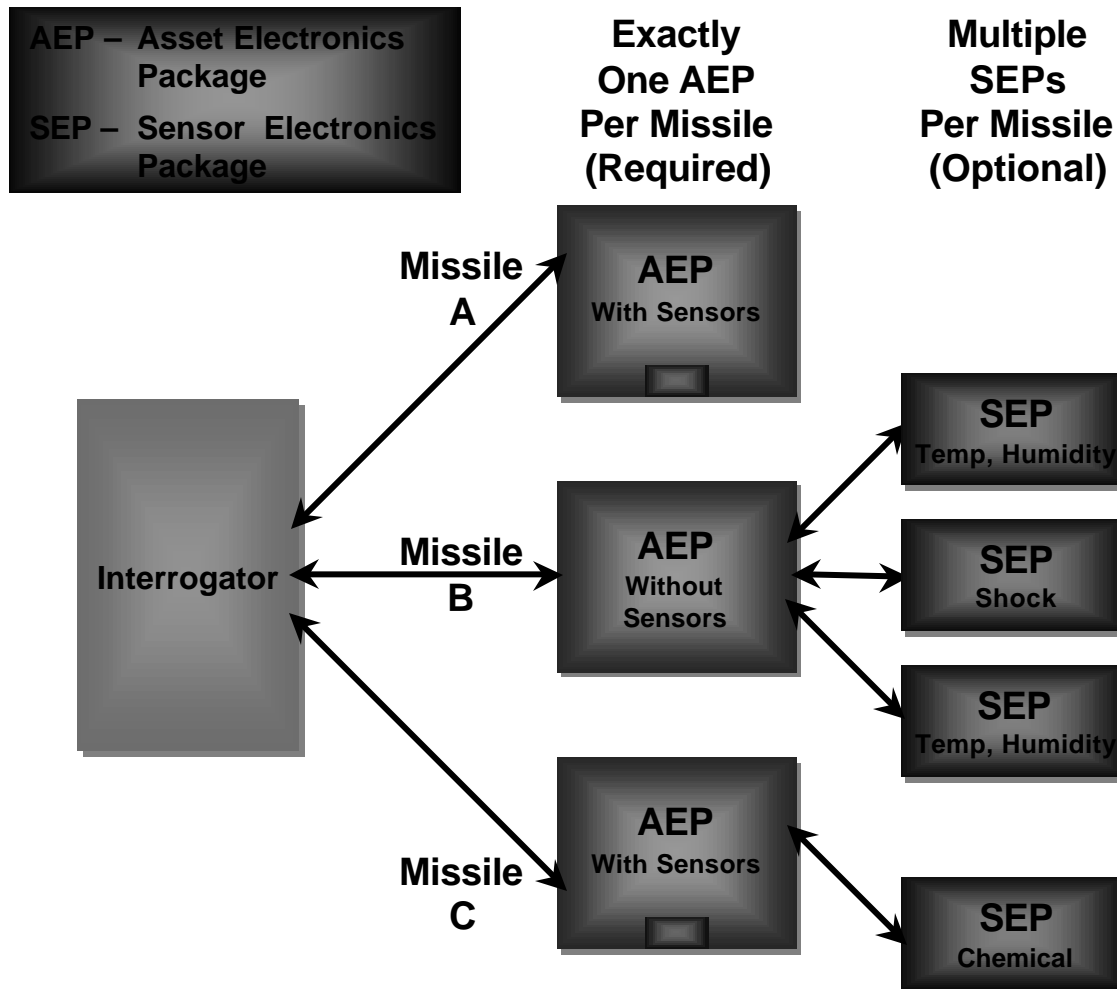 AEP – Asset Electronics
Package
SEP – Sensor Electronics
Package
Exactly
One AEP
Per Missile
(Required)
Multiple
SEPs
Per Missile
(Optional)
Missile
A
AEP
With Sensors
Interrogator
Missile
B
AEP
Without
Sensors
SEP
Temp, Humidity
SEP
Shock
SEP
Temp, Humidity
Missile
C
AEP
With Sensors
SEP
Chemical